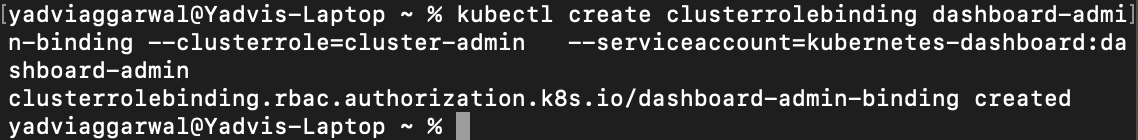 [yadviaggarwal@Yadvis-Laptop ~ % kubectl create clusterrolebinding dashboard-admi]
n-binding --clusterrole=cluster-admin   --serviceaccount=kubernetes-dashboard:da
shboard-admin
clusterrolebinding.rbac.authorization.k8s.io/dashboard-admin-binding created
yadviaggarwal@Yadvis-Laptop ~ %